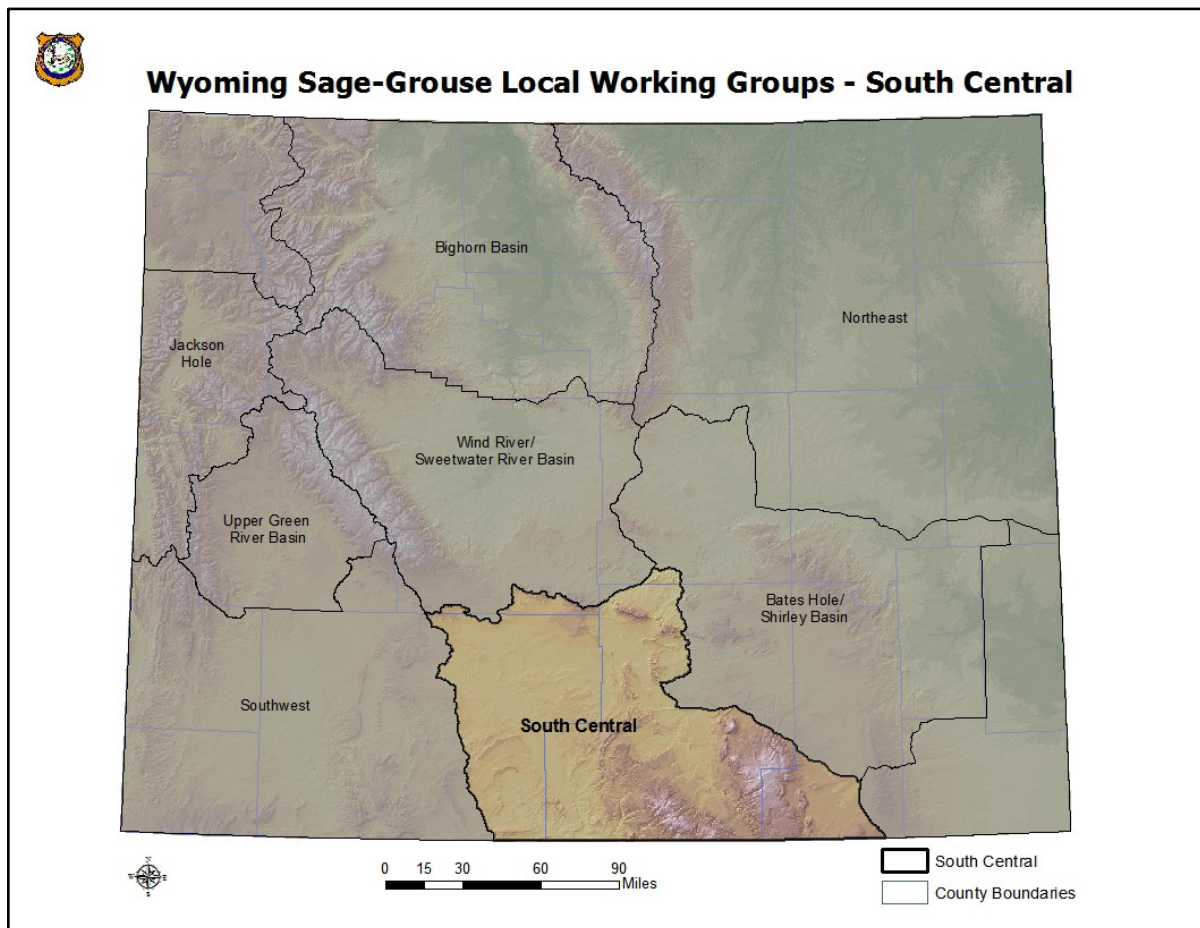 Wyoming Sage-Grouse Local Working Groups - South Central
Bighorn Basin
Northeast
Jackson
Hole
Wind River/
Sweetwater River Basin
Upper Green
River Basin
Bates Hole/
Shirley Basin
Southwest
South Central
0 15 30 60 90
Miles
South Central
County Boundaries